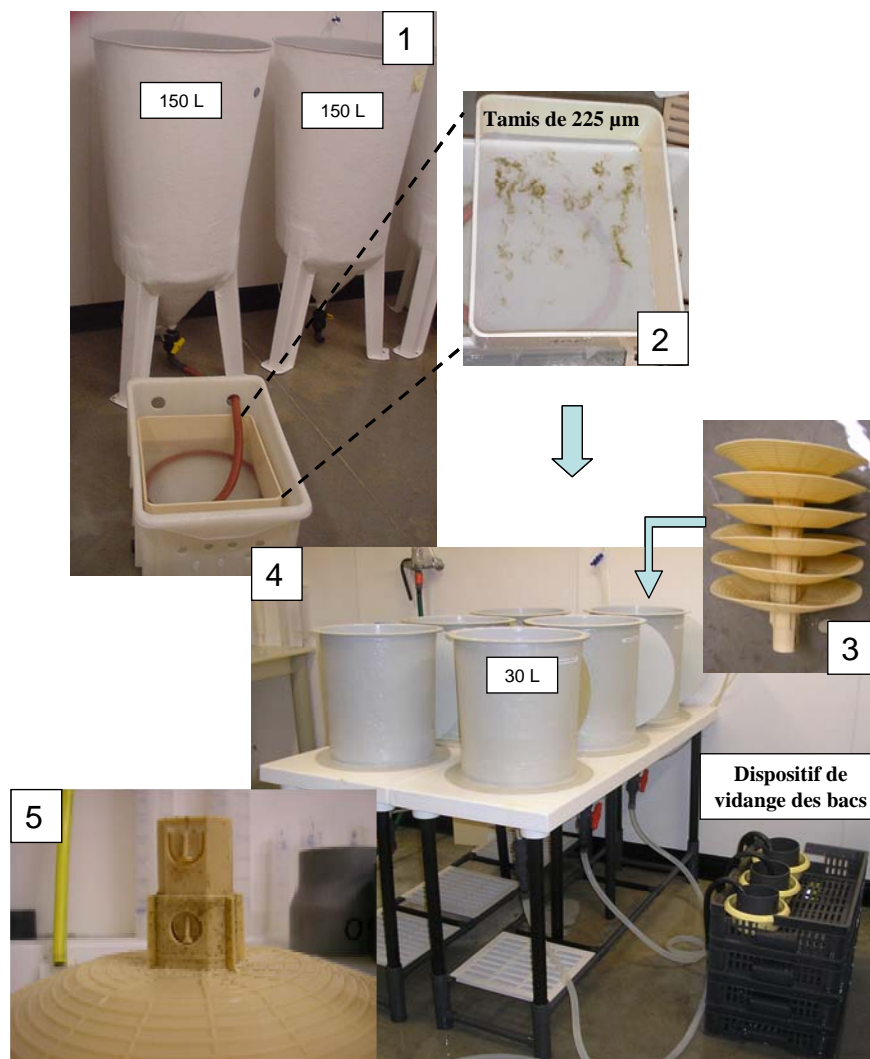 1
150 L
150 L
Tamis de 225 µm
2
3
4
30 L
Dispositif de
vidange des bacs
5